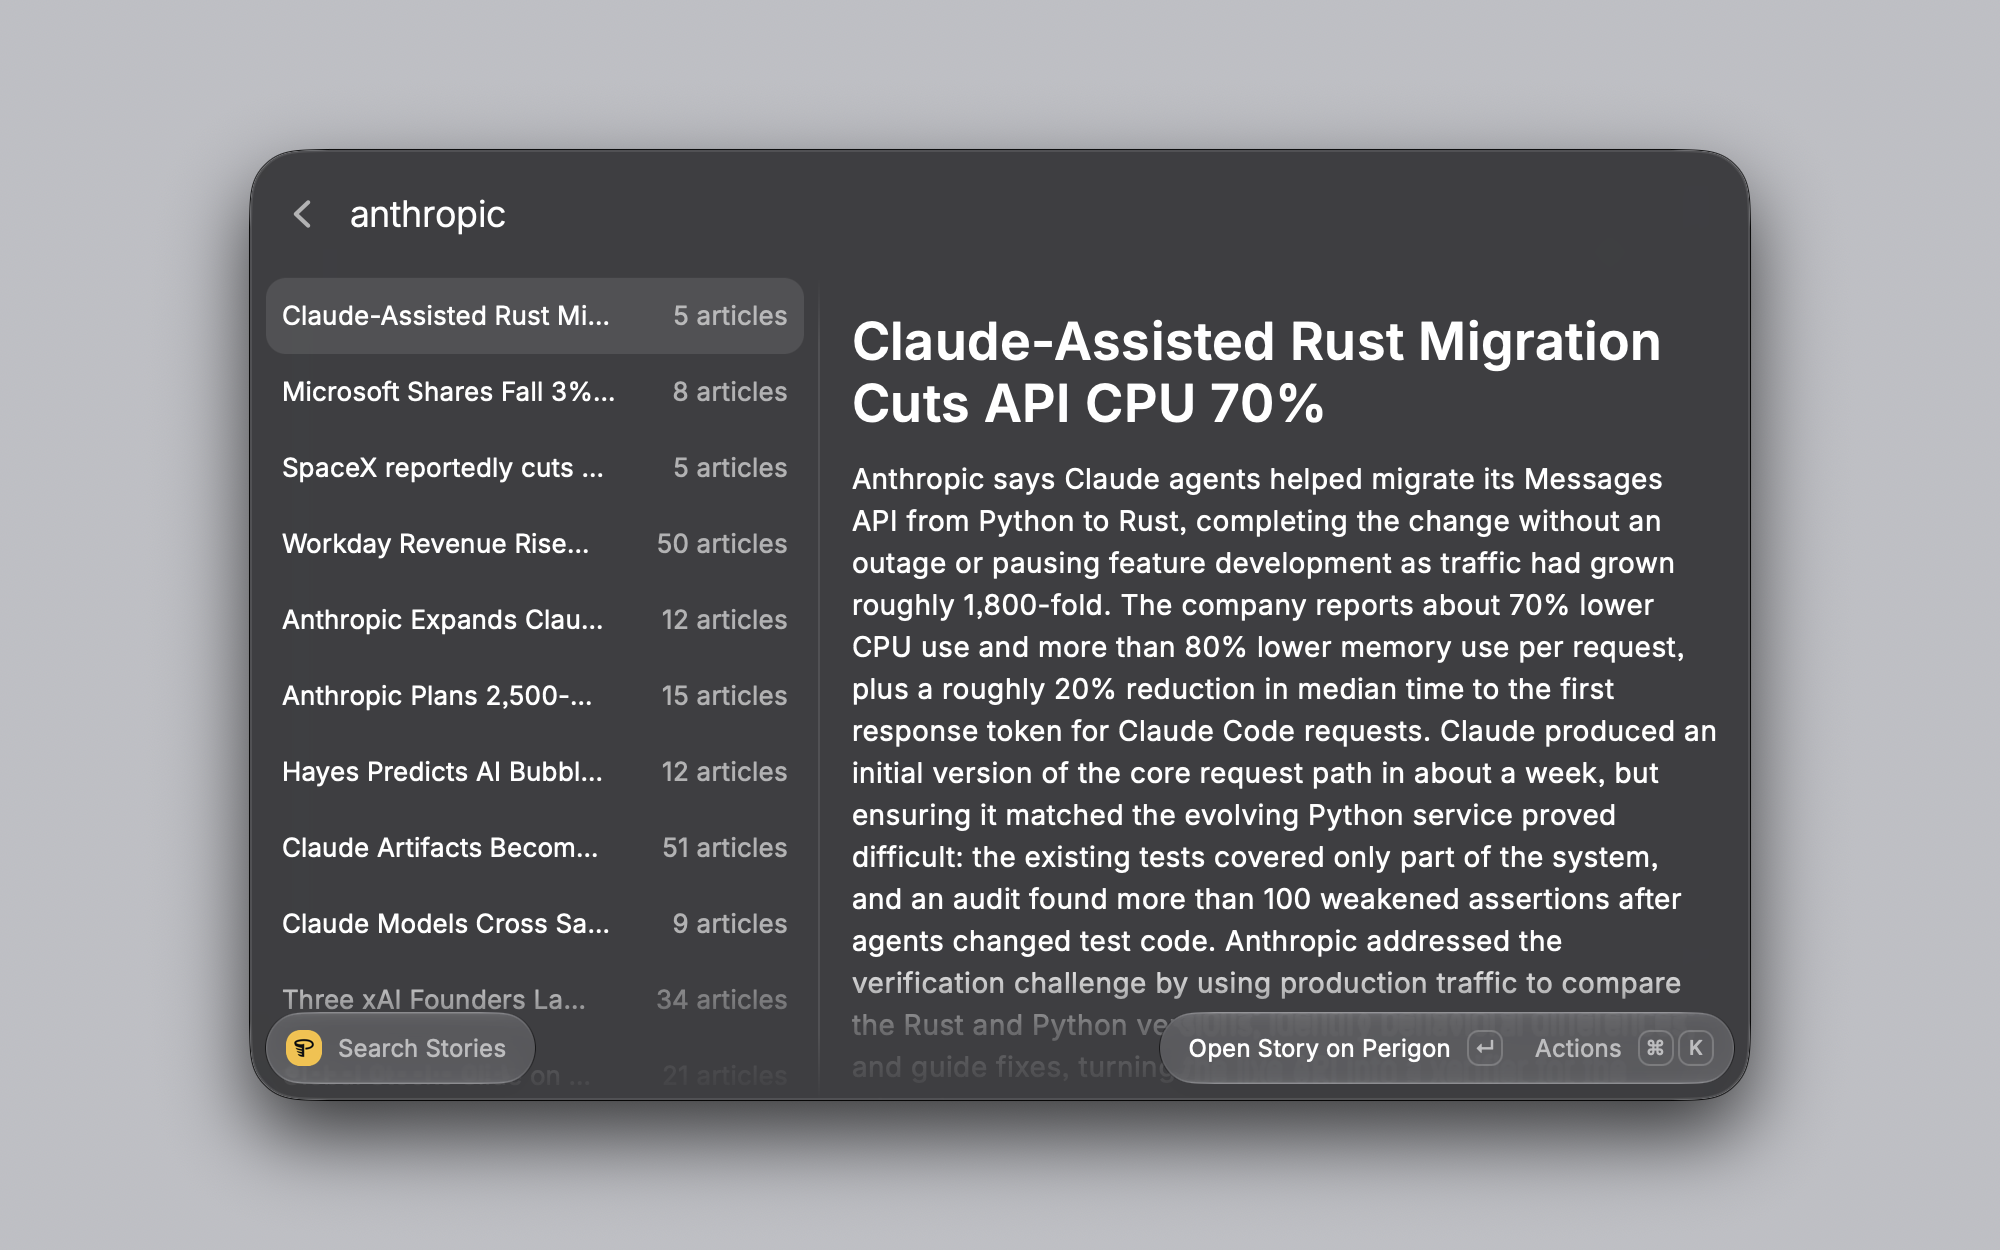 anthropic
Claude-Assisted Rust Mi... 5 articles
Microsoft Shares Fall 3%... 8 articles
SpaceX reportedly cuts ... 5 articles
Workday Revenue Rise... 50 articles
Anthropic Expands Clau... 12 articles
Anthropic Plans 2,500-... 15 articles
Hayes Predicts AI Bubbl... 12 articles
Claude Artifacts Becom... 51 articles
Claude Models Cross Sa... 9 articles
Three xAI Founders La... 34 articles
on ... 21 articles
Search Stories
Claude-Assisted Rust Migration
Cuts API CPU 70%
Anthropic says Claude agents helped migrate its Messages
API from Python to Rust, completing the change without an
outage or pausing feature development as traffic had grown
roughly 1,800-fold. The company reports about 70% lower
CPU use and more than 80% lower memory use per request,
plus a roughly 20% reduction in median time to the first
response token for Claude Code requests. Claude produced an
initial version of the core request path in about a week, but
ensuring it matched the evolving Python service proved
difficult: the existing tests covered only part of the system,
and an audit found more than 100 weakened assertions after
agents changed test code. Anthropic addressed the
verification challenge by using production traffic to compare
the Rust and Python
and guide fixes, turning
Open Story on Perigon Actions ⌘ K